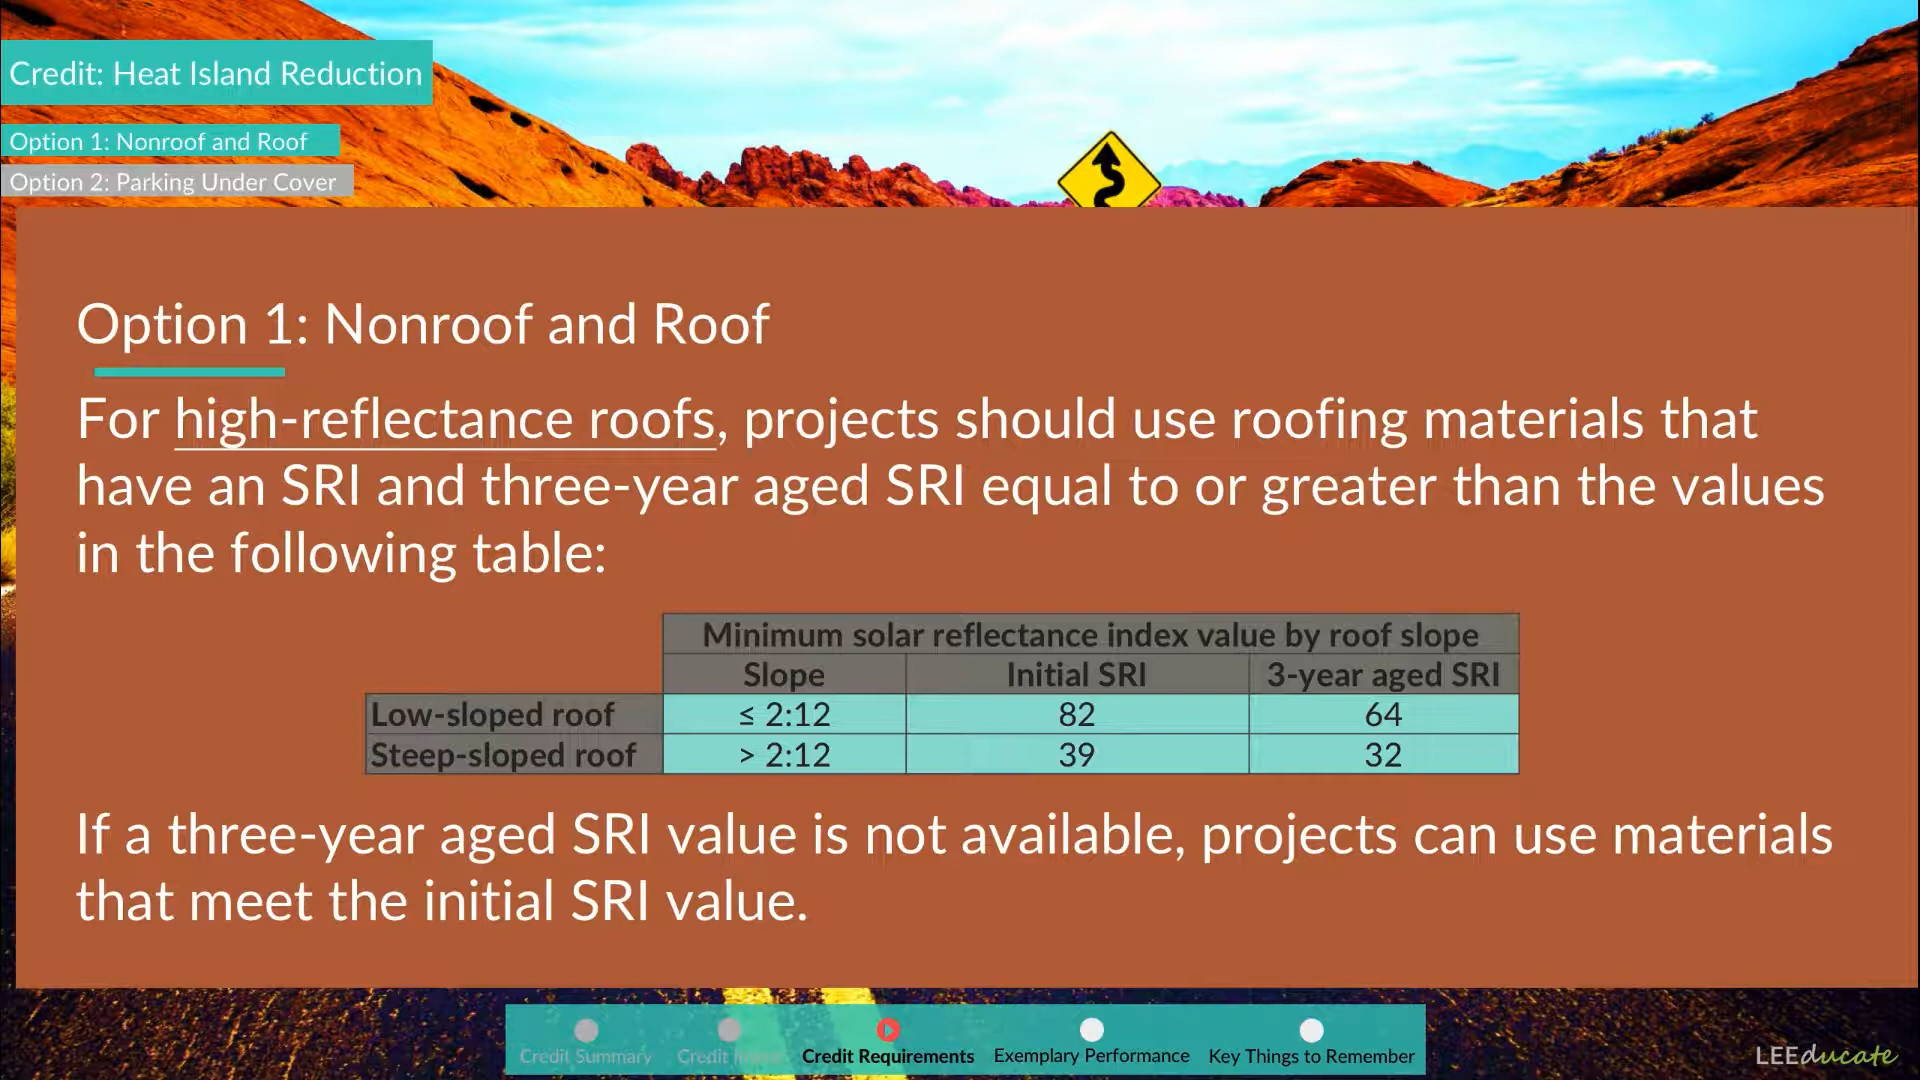 Credit: Heat Island Reduction
Option 1: Nonroof and Roof
Option 2: Parking Under Cover
Option 1: Nonroof and Roof
For high-reflectance roofs, projects should use roofing materials that
have an SRI and three-year aged SRI equal to or greater than the values
in the following table:
Minimum solar reflectance index value by roof slope
Slope Initial SRI 3-year aged SRI
Low-sloped roof ≤ 2:12 82 64
Steep-sloped roof > 2:12 39 32
If a three-year aged SRI value is not available, projects can use materials
that meet the initial SRI value.
Credit Summary Credit Credit Requirements Exemplary Performance Key Things to Remember
LEEducate